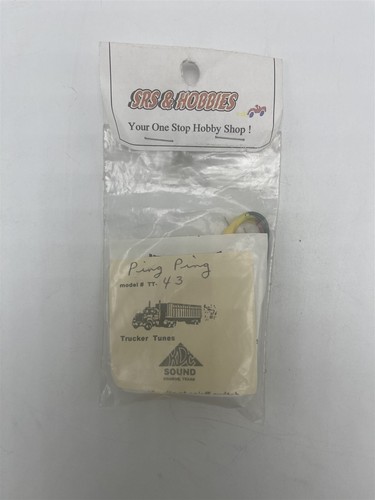 SRS & HOBBIES
Your One Stop Hobby Shop !
Ping Ping
model # TT- 43
Trucker Tunes
SOUND